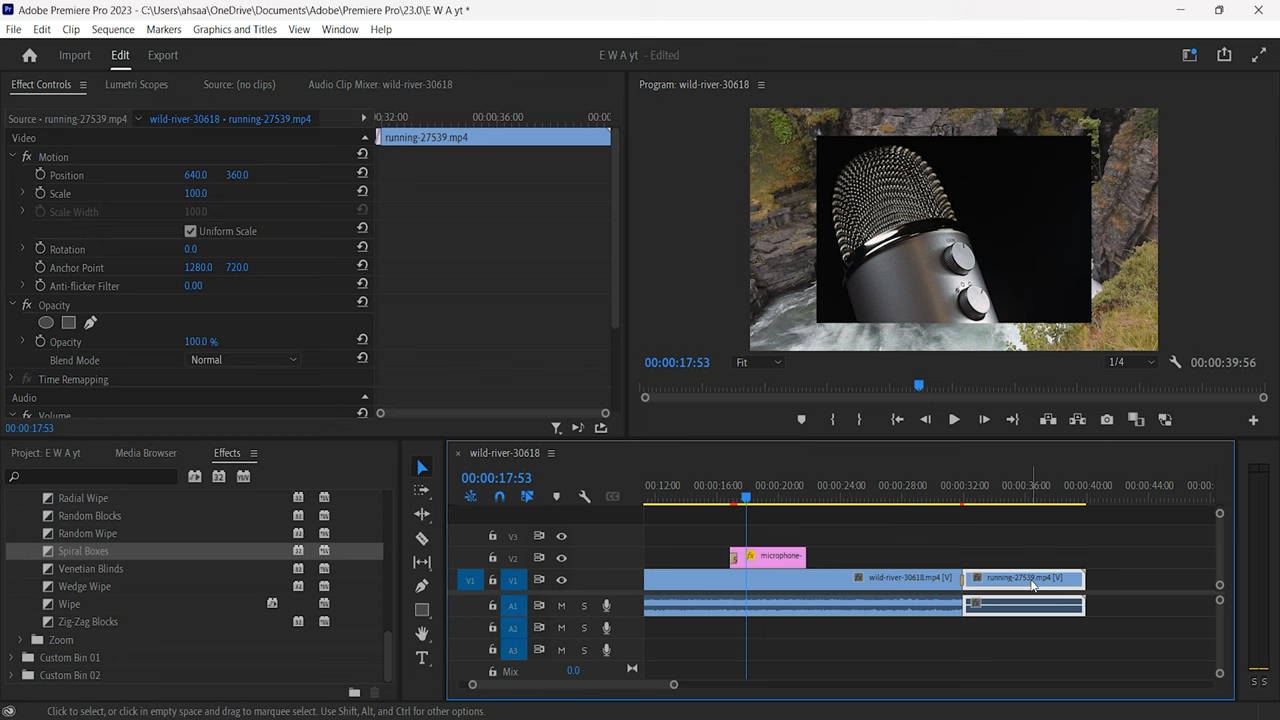 Pr Adobe Premiere Pro 2023 - C:\Users\ahsaa\OneDrive\Documents\Adobe\Premiere Pro\23.0\E W A yt *
File Edit Clip Sequence Markers Graphics and Titles View Window Help
Import Edit Export E W A yt - Edited
Effect Controls Lumetri Scopes Source: (no clips) Audio Clip Mixer: wild-river-30618 Program: wild-river-30618
Source • running-27539.mp4 wild-river-30618 • running-27539.mp4 0:32:00 00:00:36:00 00:00
Video running-27539.mp4
fx Motion
Position 640.0 360.0
Scale 100.0
Scale Width 100.0
Uniform Scale
Rotation 0.0
Anchor Point 1280.0 720.0
Anti-flicker Filter 0.00
fx Opacity
Opacity 100.0 %
Blend Mode Normal
fx Time Remapping
Audio
fx Volume
00:00:17:53
00:00:17:53 Fit 1/4 00:00:39:56
Project: E W A yt Media Browser Effects
Radial Wipe
Random Blocks
Random Wipe
Spiral Boxes
Venetian Blinds
Wedge Wipe
Wipe
Zig-Zag Blocks
Zoom
Custom Bin 01
Custom Bin 02
wild-river-30618
00:00:17:53
00:12:00 00:00:16:00 00:00:20:00 00:00:24:00 00:00:28:00 00:00:32:00 00:00:36:00 00:00:40:00 00:00:44:00 00:00:
V3
V2 fx microphone-
V1 V1 fx wild-river-30618.mp4 [V] fx running-27539.mp4 [V]
A1 M S fx
A2 M S
A3 M S
Mix 0.0
S S
Click to select, or click in empty space and drag to marquee select. Use Shift, Alt, and Ctrl for other options.